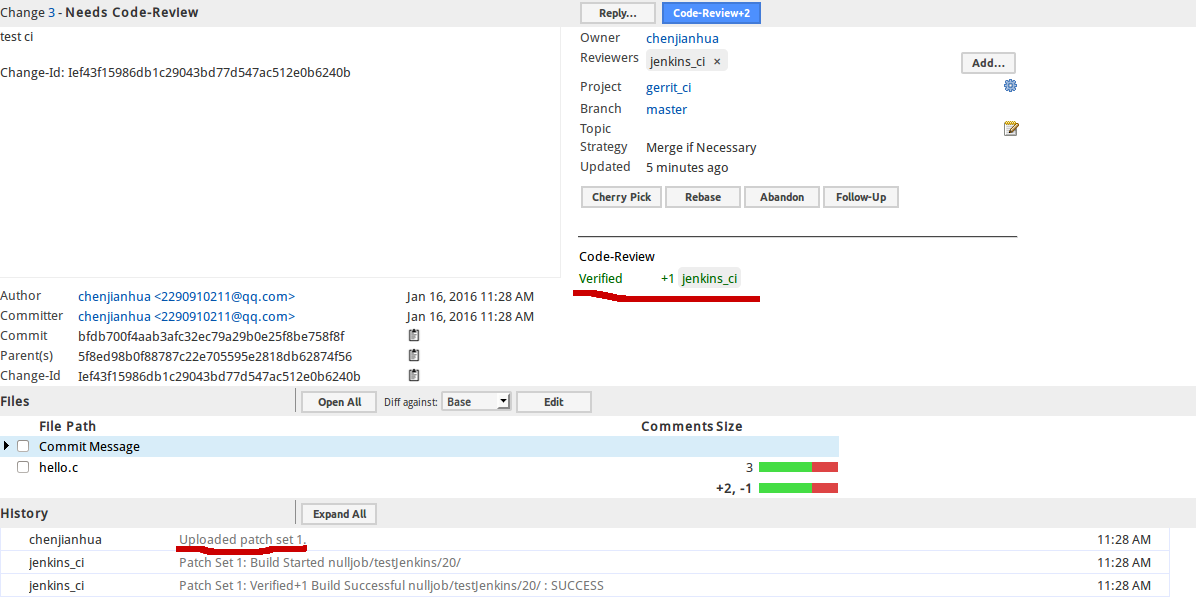 Change 3 - Needs Code-Review
Reply...
Code-Review+2
test ci
Change-Id: Ief43f15986db1c29043bd77d547ac512e0b6240b
Owner chenjianhua
Reviewers jenkins_ci ×
Add...
Project gerrit_ci
Branch master
Topic
Strategy Merge if Necessary
Updated 5 minutes ago
Cherry Pick Rebase Abandon Follow-Up
Code-Review
Verified +1 jenkins_ci
Author chenjianhua <2290910211@qq.com> Jan 16, 2016 11:28 AM
Committer chenjianhua <2290910211@qq.com> Jan 16, 2016 11:28 AM
Commit bfdb700f4aab3afc32ec79a29b0e25f8be758f8f
Parent(s) 5f8ed98b0f88787c22e705595e2818db62874f56
Change-Id Ief43f15986db1c29043bd77d547ac512e0b6240b
Files Open All Diff against: Base Edit
File Path Comments Size
Commit Message
hello.c 3
+2, -1
History Expand All
chenjianhua Uploaded patch set 1. 11:28 AM
jenkins_ci Patch Set 1: Build Started nulljob/testJenkins/20/ 11:28 AM
jenkins_ci Patch Set 1: Verified+1 Build Successful nulljob/testJenkins/20/ : SUCCESS 11:28 AM